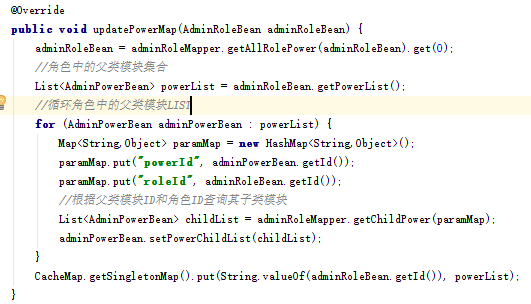 @Override
public void updatePowerMap(AdminRoleBean adminRoleBean) {
adminRoleBean = adminRoleMapper.getAllRolePower(adminRoleBean).get(0);
//角色中的父类模块集合
List<AdminPowerBean> powerList = adminRoleBean.getPowerList();
//循环角色中的父类模块LIST
for (AdminPowerBean adminPowerBean : powerList) {
Map<String,Object> paramMap = new HashMap<String,Object>();
paramMap.put("powerId", adminPowerBean.getId());
paramMap.put("roleId", adminRoleBean.getId());
//根据父类模块ID和角色ID查询其子类模块
List<AdminPowerBean> childList = adminRoleMapper.getChildPower(paramMap);
adminPowerBean.setPowerChildList(childList);
}
CacheMap.getSingletonMap().put(String.valueOf(adminRoleBean.getId()), powerList);
}